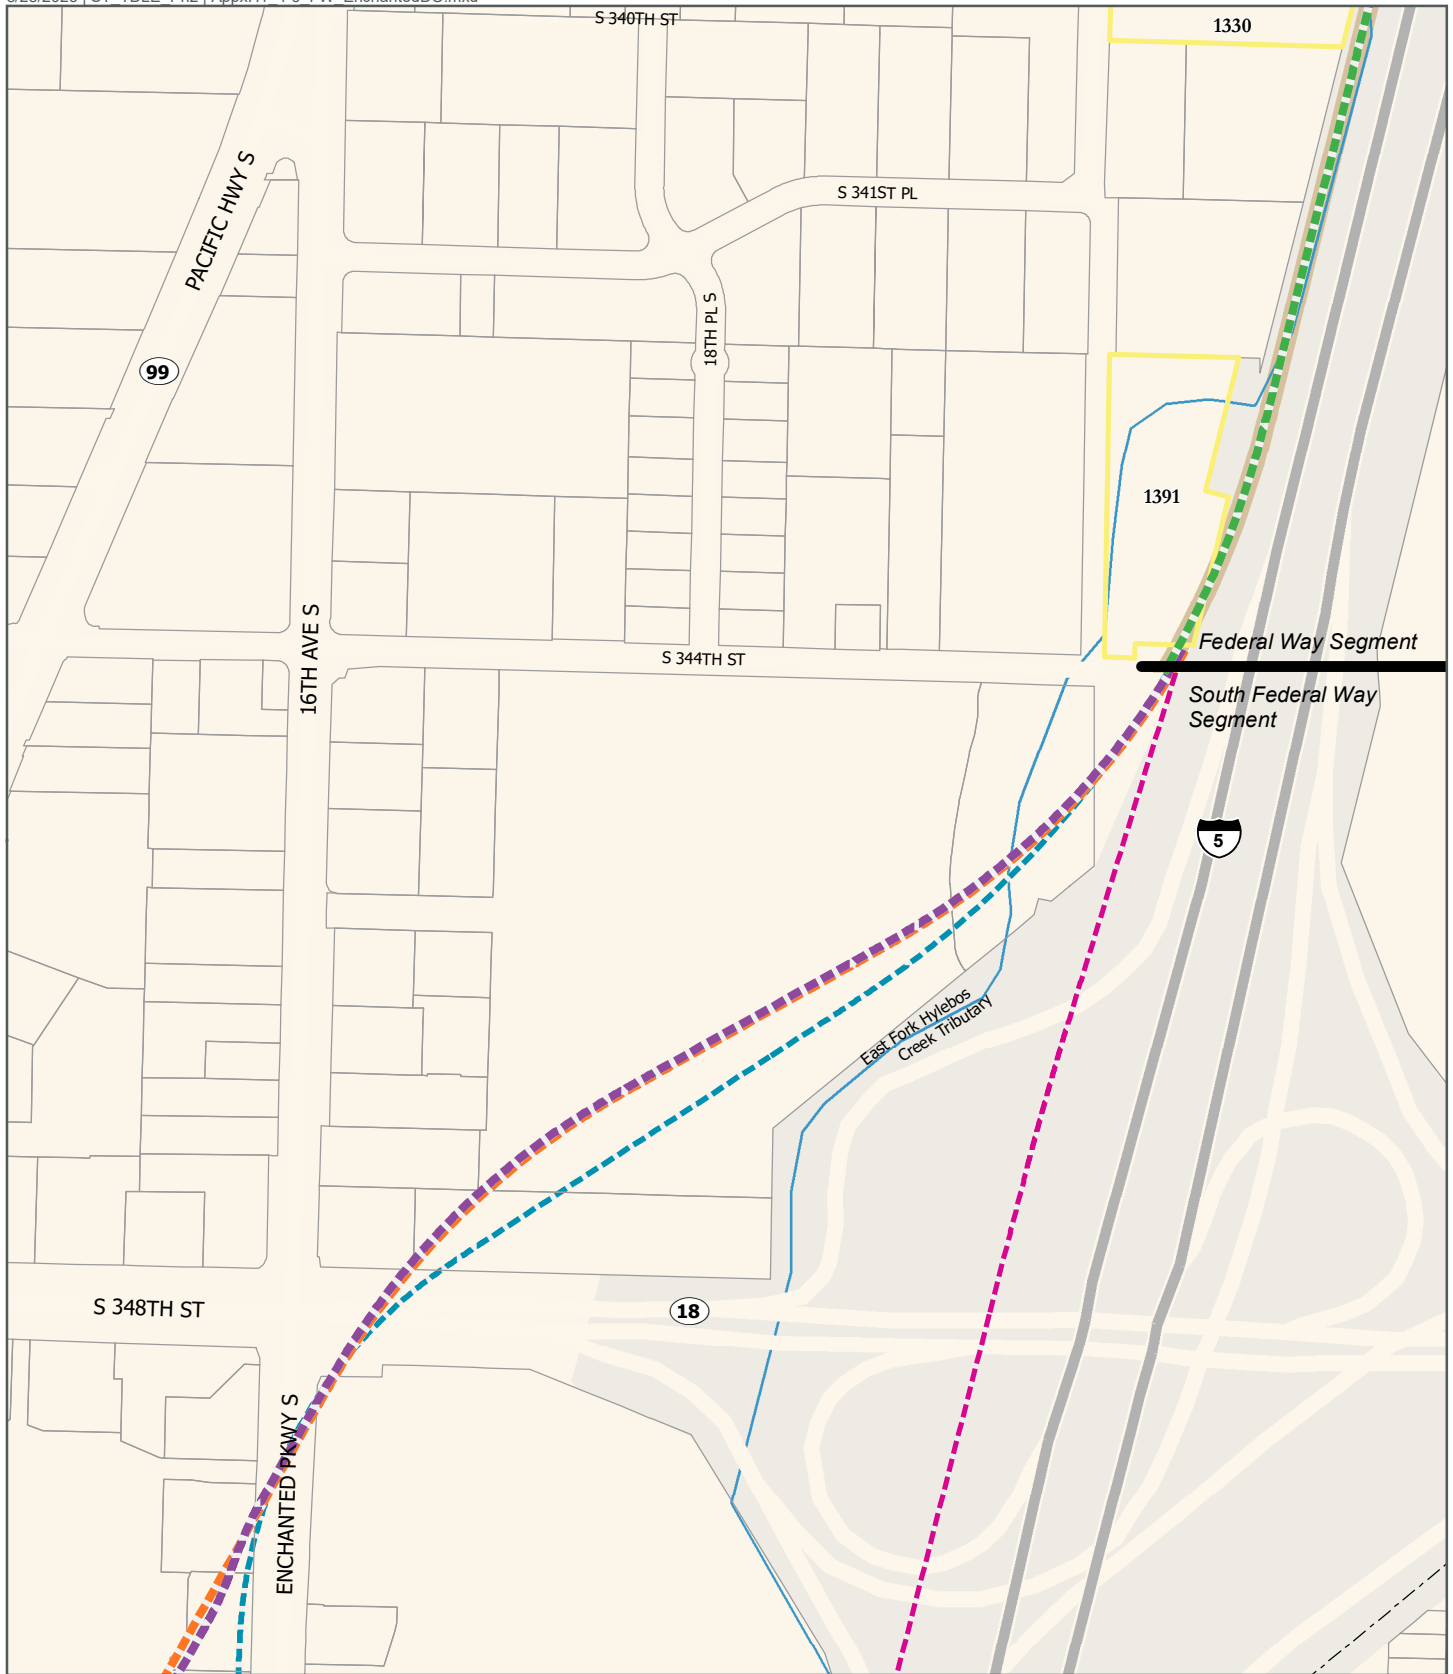 S 340TH ST
1330
PACIFIC HWY S
S 341ST PL
18TH PL S
99
1391
16TH AVE S
S 344TH ST
Federal Way Segment
South Federal Way
Segment
5
East Fork Hylebos
Creek Tributary
S 348TH ST
18
ENCHANTED PKWY S